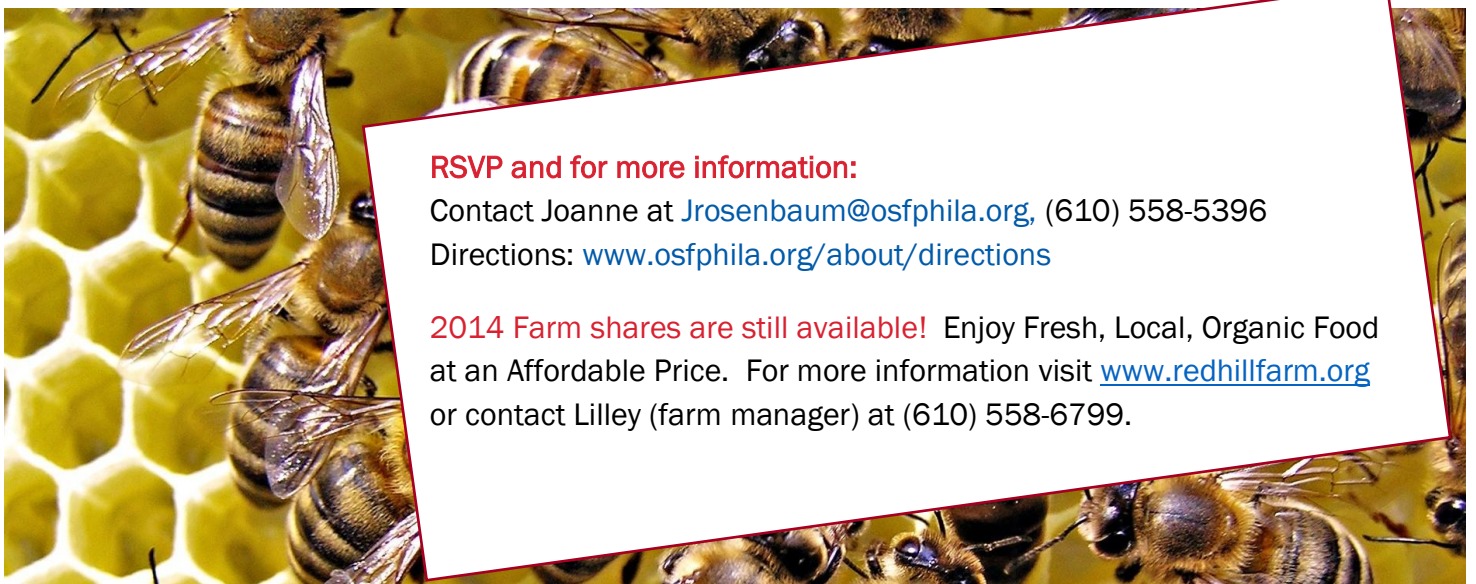 RSVP and for more information:
Contact Joanne at Jrosenbaum@osfphila.org, (610) 558-5396
Directions: www.osfphila.org/about/directions
2014 Farm shares are still available! Enjoy Fresh, Local, Organic Food
at an Affordable Price. For more information visit www.redhillfarm.org
or contact Lilley (farm manager) at (610) 558-6799.